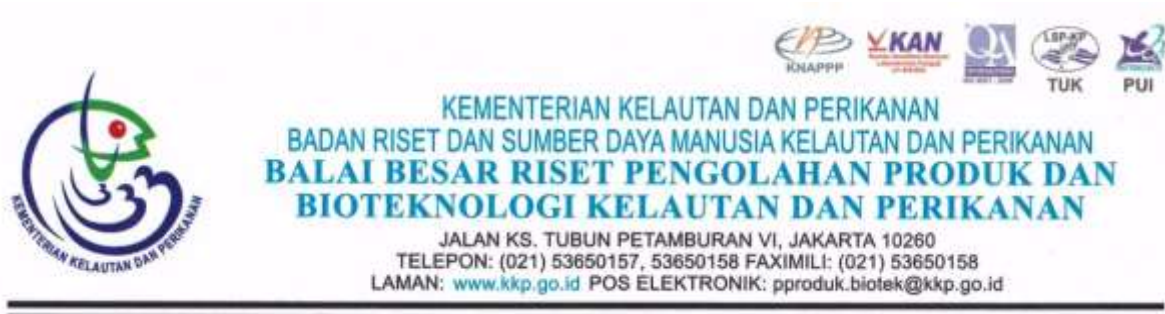 KNAPPP
KAN
QA
LSP-KP
TUK
PUI
KEMENTERIAN KELAUTAN DAN PERIKANAN
KEMENTERIAN KELAUTAN DAN PERIKANAN
BADAN RISET DAN SUMBER DAYA MANUSIA KELAUTAN DAN PERIKANAN
BALAI BESAR RISET PENGOLAHAN PRODUK DAN
BIOTEKNOLOGI KELAUTAN DAN PERIKANAN
JALAN KS. TUBUN PETAMBURAN VI, JAKARTA 10260
TELEPON: (021) 53650157, 53650158 FAXIMILI: (021) 53650158
LAMAN: www.kkp.go.id POS ELEKTRONIK: pproduk.biotek@kkp.go.id